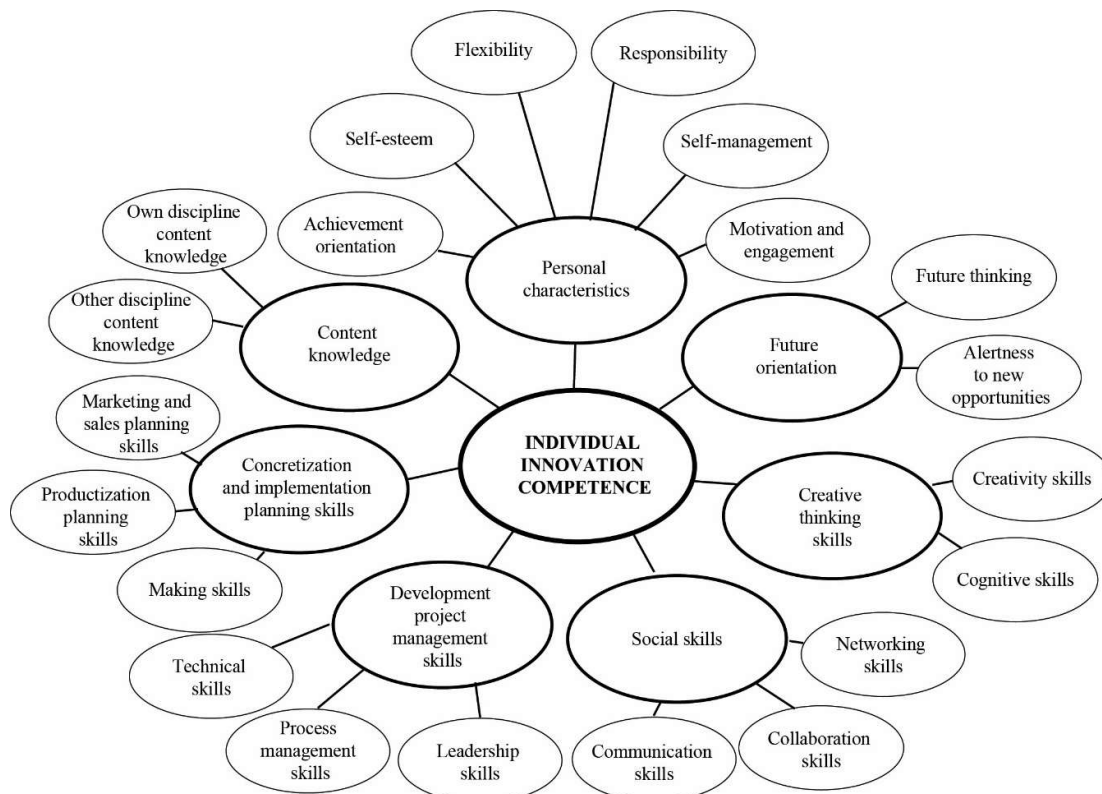 Flexibility
Responsibility
Self-esteem
Self-management
Own discipline
content
knowledge
Achievement
orientation
Motivation and
engagement
Personal
characteristics
Future thinking
Other discipline
content
knowledge
Content
knowledge
Future
orientation
Alertness
to new
opportunities
Marketing and
sales planning
skills
INDIVIDUAL
INNOVATION
COMPETENCE
Concretization
and implementation
planning skills
Creativity skills
Creative
thinking
skills
Productization
planning
skills
Cognitive skills
Making skills
Development
project
management
skills
Social skills
Networking
skills
Technical
skills
Process
management
skills
Leadership
skills
Communication
skills
Collaboration
skills